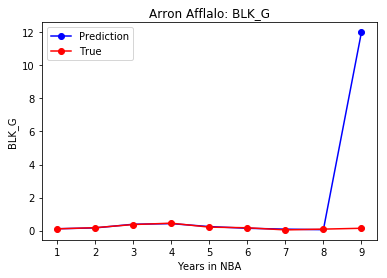 Arron Afflalo: BLK_G
Prediction
True
BLK_G
12
10
8
6
4
2
0
1 2 3 4 5 6 7 8 9
Years in NBA